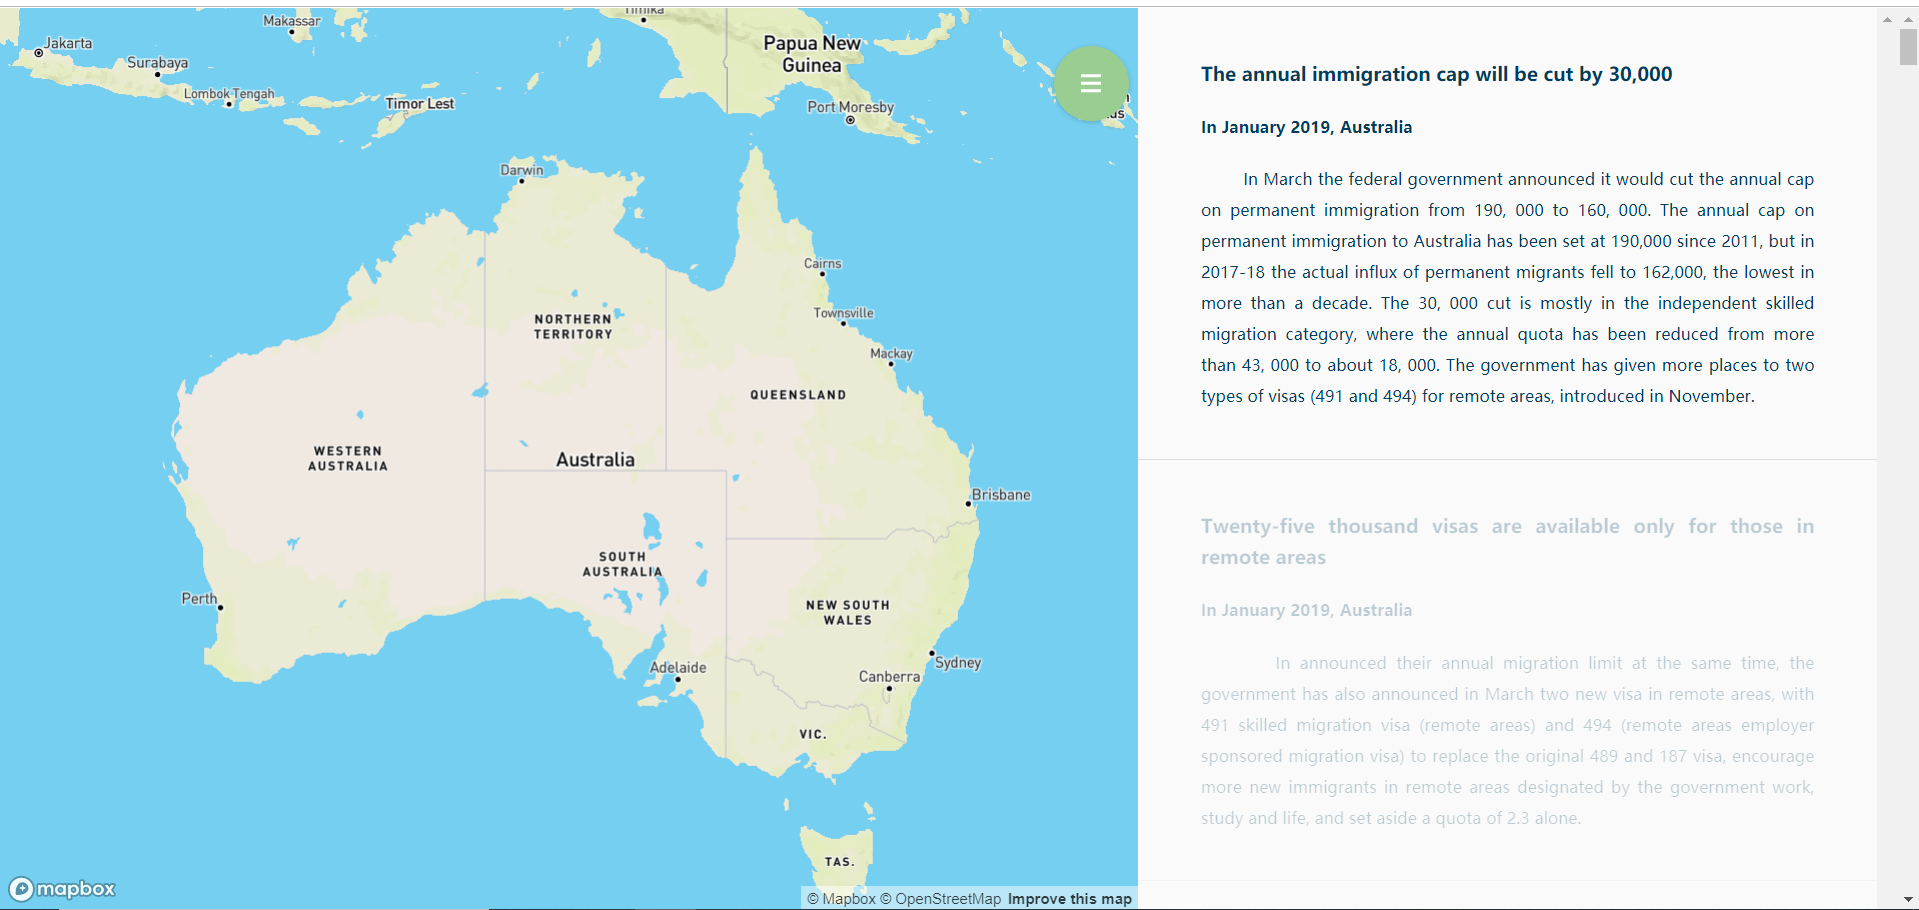 Makassar
Timika
Jakarta
Surabaya
Lombok Tengah
Timor Lest
Papua New
Guinea
Port Moresby
Darwin
Cairns
Townsville
Mackay
NORTHERN
TERRITORY
QUEENSLAND
WESTERN
AUSTRALIA
Australia
Brisbane
SOUTH
AUSTRALIA
Perth
NEW SOUTH
WALES
Adelaide
Sydney
Canberra
VIC.
TAS.
mapbox
© Mapbox © OpenStreetMap Improve this map
The annual immigration cap will be cut by 30,000
In January 2019, Australia
In March the federal government announced it would cut the annual cap
on permanent immigration from 190, 000 to 160, 000. The annual cap on
permanent immigration to Australia has been set at 190,000 since 2011, but in
2017-18 the actual influx of permanent migrants fell to 162,000, the lowest in
more than a decade. The 30, 000 cut is mostly in the independent skilled
migration category, where the annual quota has been reduced from more
than 43, 000 to about 18, 000. The government has given more places to two
types of visas (491 and 494) for remote areas, introduced in November.
Twenty-five thousand visas are available only for those in
remote areas
In January 2019, Australia
In announced their annual migration limit at the same time, the
government has also announced in March two new visa in remote areas, with
491 skilled migration visa (remote areas) and 494 (remote areas employer
sponsored migration visa) to replace the original 489 and 187 visa, encourage
more new immigrants in remote areas designated by the government work,
study and life, and set aside a quota of 2.3 alone.